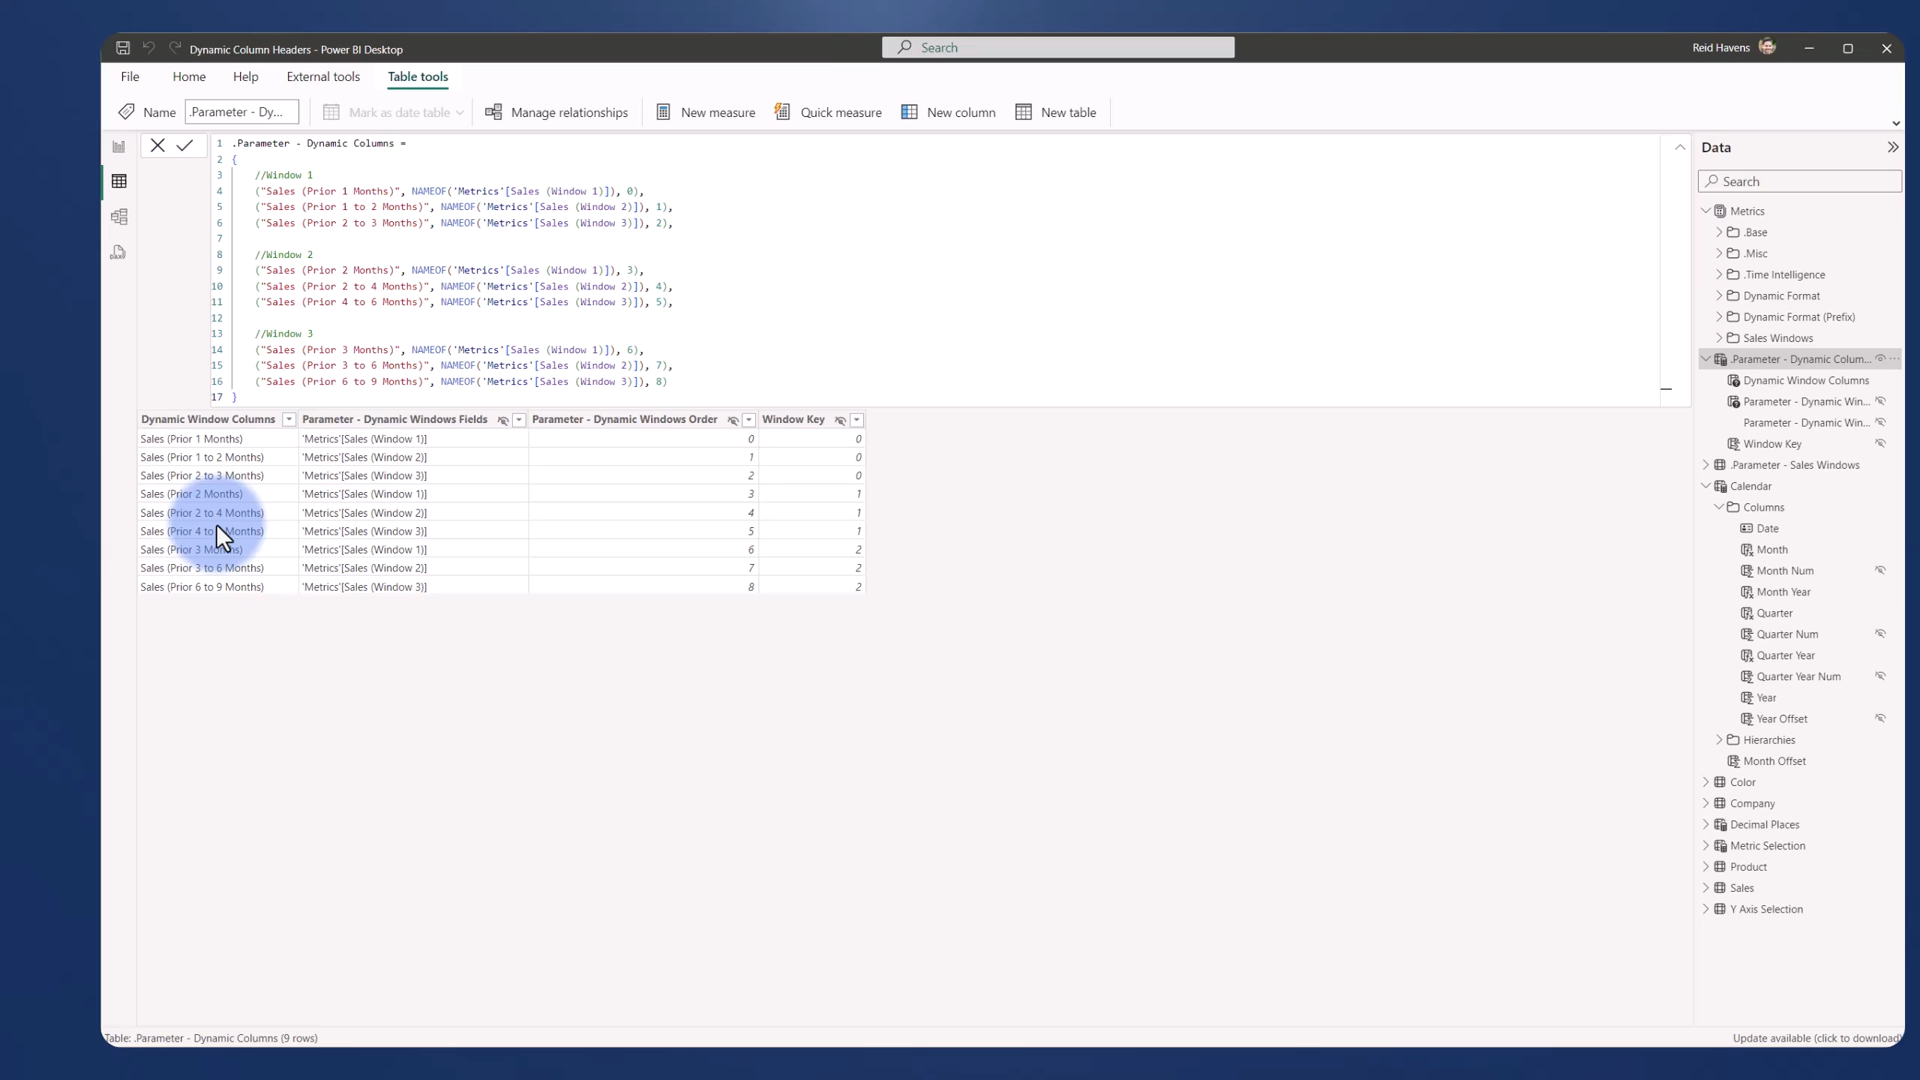 Dynamic Column Headers - Power BI Desktop
Search
Reid Havens
File
Home
Help
External tools
Table tools
Name
.Parameter - Dy...
Mark as date table
Manage relationships
New measure
Quick measure
New column
New table
1 .Parameter - Dynamic Columns =
2 {
3 //Window 1
4 ("Sales (Prior 1 Months)", NAMEOF('Metrics'[Sales (Window 1)]), 0),
5 ("Sales (Prior 1 to 2 Months)", NAMEOF('Metrics'[Sales (Window 2)]), 1),
6 ("Sales (Prior 2 to 3 Months)", NAMEOF('Metrics'[Sales (Window 3)]), 2),
7
8 //Window 2
9 ("Sales (Prior 2 Months)", NAMEOF('Metrics'[Sales (Window 1)]), 3),
10 ("Sales (Prior 2 to 4 Months)", NAMEOF('Metrics'[Sales (Window 2)]), 4),
11 ("Sales (Prior 4 to 6 Months)", NAMEOF('Metrics'[Sales (Window 3)]), 5),
12
13 //Window 3
14 ("Sales (Prior 3 Months)", NAMEOF('Metrics'[Sales (Window 1)]), 6),
15 ("Sales (Prior 3 to 6 Months)", NAMEOF('Metrics'[Sales (Window 2)]), 7),
16 ("Sales (Prior 6 to 9 Months)", NAMEOF('Metrics'[Sales (Window 3)]), 8)
17 }
Dynamic Window Columns Parameter - Dynamic Windows Fields Parameter - Dynamic Windows Order Window Key
Sales (Prior 1 Months) 'Metrics'[Sales (Window 1)] 0 0
Sales (Prior 1 to 2 Months) 'Metrics'[Sales (Window 2)] 1 0
Sales (Prior 2 to 3 Months) 'Metrics'[Sales (Window 3)] 2 0
Sales (Prior 2 Months) 'Metrics'[Sales (Window 1)] 3 1
Sales (Prior 2 to 4 Months) 'Metrics'[Sales (Window 2)] 4 1
Sales (Prior 4 to Months) 'Metrics'[Sales (Window 3)] 5 1
Sales (Prior 3 Months) 'Metrics'[Sales (Window 1)] 6 2
Sales (Prior 3 to 6 Months) 'Metrics'[Sales (Window 2)] 7 2
Sales (Prior 6 to 9 Months) 'Metrics'[Sales (Window 3)] 8 2
Data
Search
Metrics
.Base
.Misc
.Time Intelligence
Dynamic Format
Dynamic Format (Prefix)
Sales Windows
.Parameter - Dynamic Colum...
Dynamic Window Columns
Parameter - Dynamic Win...
Parameter - Dynamic Win...
Window Key
.Parameter - Sales Windows
Calendar
Columns
Date
Month
Month Num
Month Year
Quarter
Quarter Num
Quarter Year
Quarter Year Num
Year
Year Offset
Hierarchies
Month Offset
Color
Company
Decimal Places
Metric Selection
Product
Sales
Y Axis Selection
Table: .Parameter - Dynamic Columns (9 rows)
Update available (click to download)